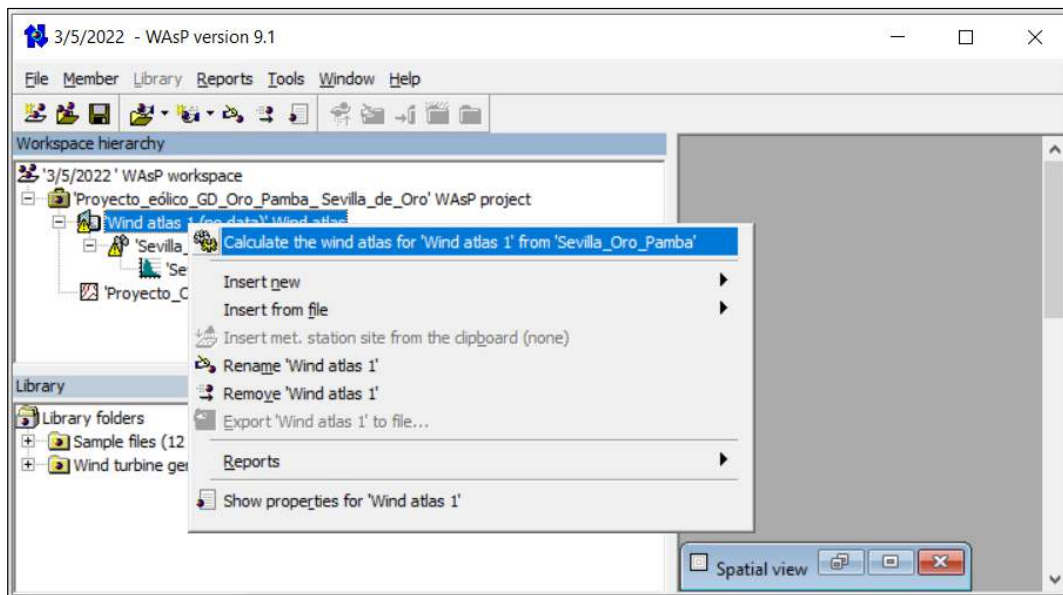 3/5/2022 - WAsP version 9.1
File Member Library Reports Tools Window Help
Workspace hierarchy
'3/5/2022 ' WAsP workspace
'Proyecto_eólico_GD_Oro_Pamba_ Sevilla_de_Oro' WAsP project
'Wind atlas 1 (no data)' Wind atlas
Calculate the wind atlas for 'Wind atlas 1' from 'Sevilla_Oro_Pamba'
'Sevilla_
'Se
'Proyecto_C
Insert new
Insert from file
Insert met. station site from the clipboard (none)
Rename 'Wind atlas 1'
Remove 'Wind atlas 1'
Export 'Wind atlas 1' to file...
Reports
Show properties for 'Wind atlas 1'
Library
Library folders
Sample files (12
Wind turbine ge
Spatial view